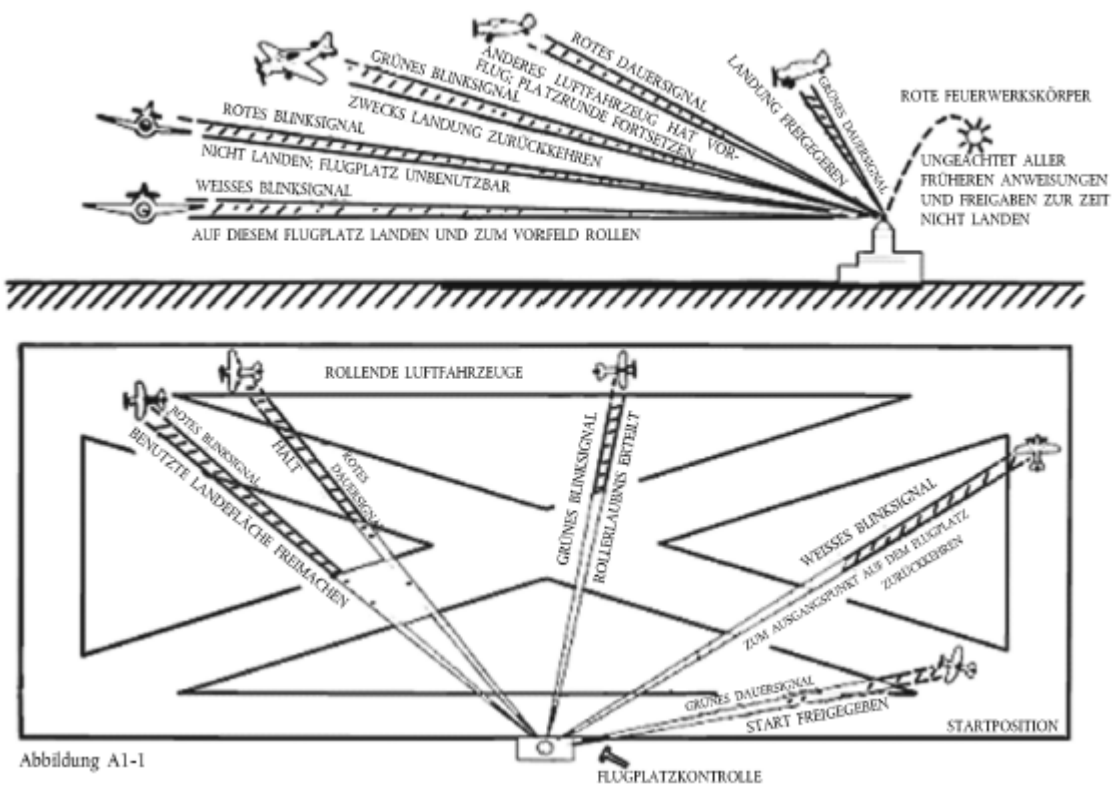 ROTES DAUERSIGNAL
ANDERES LUFTFAHRZEUG HAT VOR-
FLUG; PLATZRUNDE FORTSETZEN
GRÜNES BLINKSIGNAL
ZWECKS LANDUNG ZURÜCKKEHREN
ROTES BLINKSIGNAL
NICHT LANDEN; FLUGPLATZ UNBENUTZBAR
WEISSES BLINKSIGNAL
AUF DIESEM FLUGPLATZ LANDEN UND ZUM VORFELD ROLLEN
GRÜNES DAUERSIGNAL
LANDUNG FREIGEGEBEN
ROTE FEUERWERKSKÖRPER
UNGEACHTET ALLER
FRÜHEREN ANWEISUNGEN
UND FREIGABEN ZUR ZEIT
NICHT LANDEN
ROLLENDE LUFTFAHRZEUGE
ROTES BLINKSIGNAL
BENUTZTE LANDEFLÄCHE FREIMACHEN
ROTES
DAUERSIGNAL
HALT
GRÜNES BLINKSIGNAL
ROLLERLAUBNIS ERTEILT
WEISSES BLINKSIGNAL
ZUM AUSGANGSPUNKT AUF DEM FLUGPLATZ
ZURÜCKKEHREN
GRÜNES DAUERSIGNAL
START FREIGEGEBEN
STARTPOSITION
Abbildung A1-1
FLUGPLATZKONTROLLE